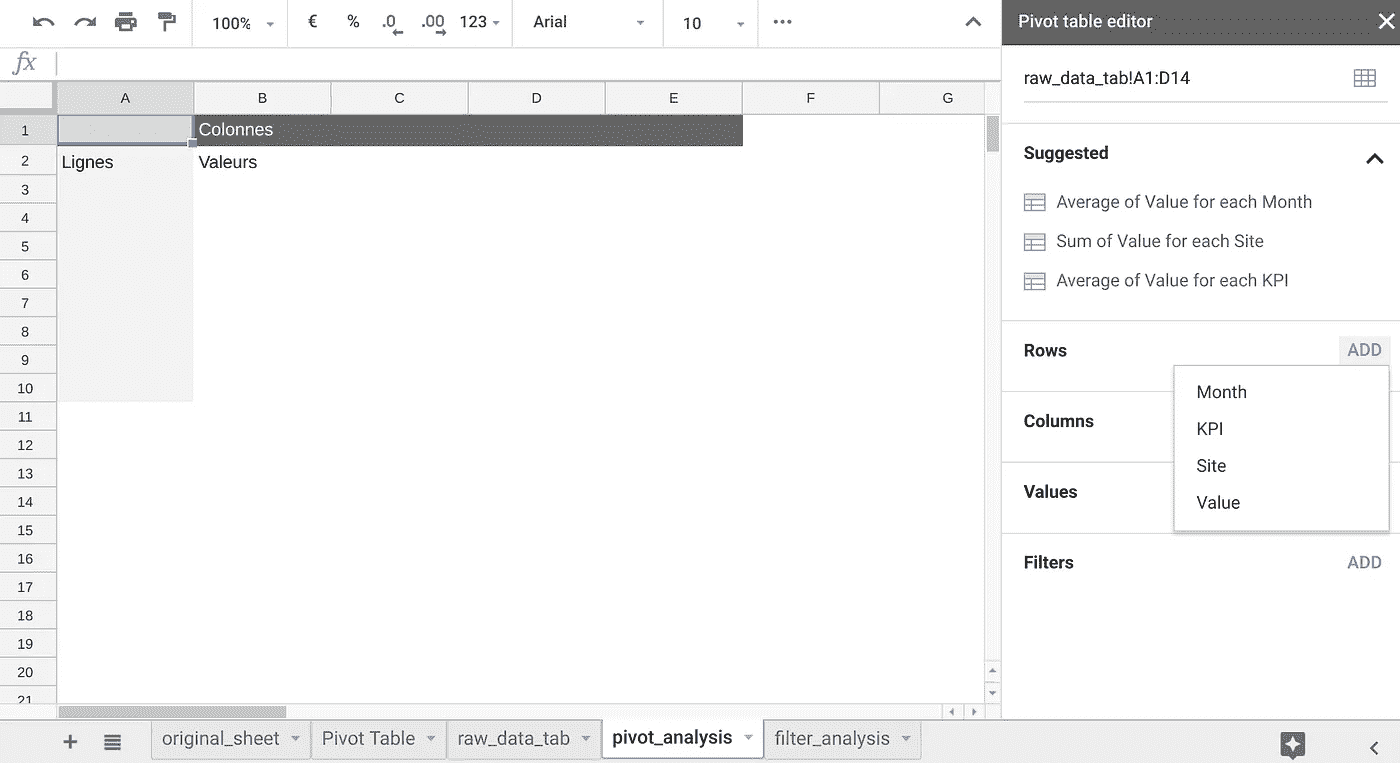 100% € % .0 .00 123 Arial 10 Pivot table editor
fx
raw_data_tab!A1:D14
A B C D E F G
1 Colonnes
2 Lignes Valeurs
3
4
5
6
7
8
9
10
11
12
13
14
15
16
17
18
19
20
21
Suggested
Average of Value for each Month
Sum of Value for each Site
Average of Value for each KPI
Rows ADD
Month
KPI
Site
Value
Columns
Values
Filters ADD
original_sheet Pivot Table raw_data_tab pivot_analysis filter_analysis